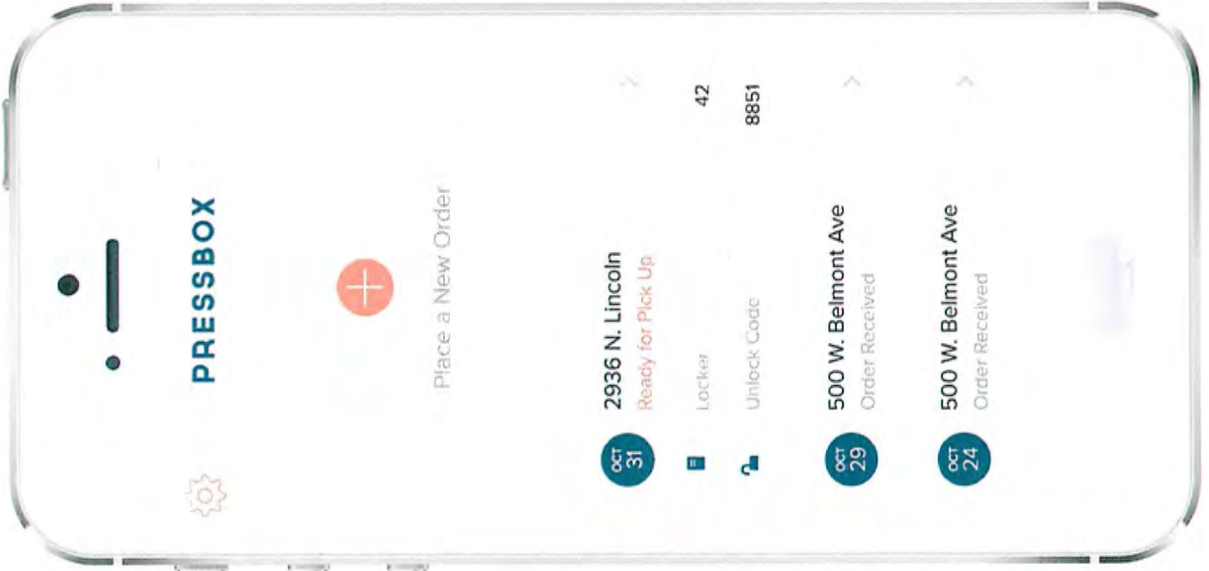 PRESSBOX
Place a New Order
OCT 31 2936 N. Lincoln
Ready for Pick Up
Locker 42
Unlock Code 8851
OCT 29 500 W. Belmont Ave
Order Received
OCT 24 500 W. Belmont Ave
Order Received